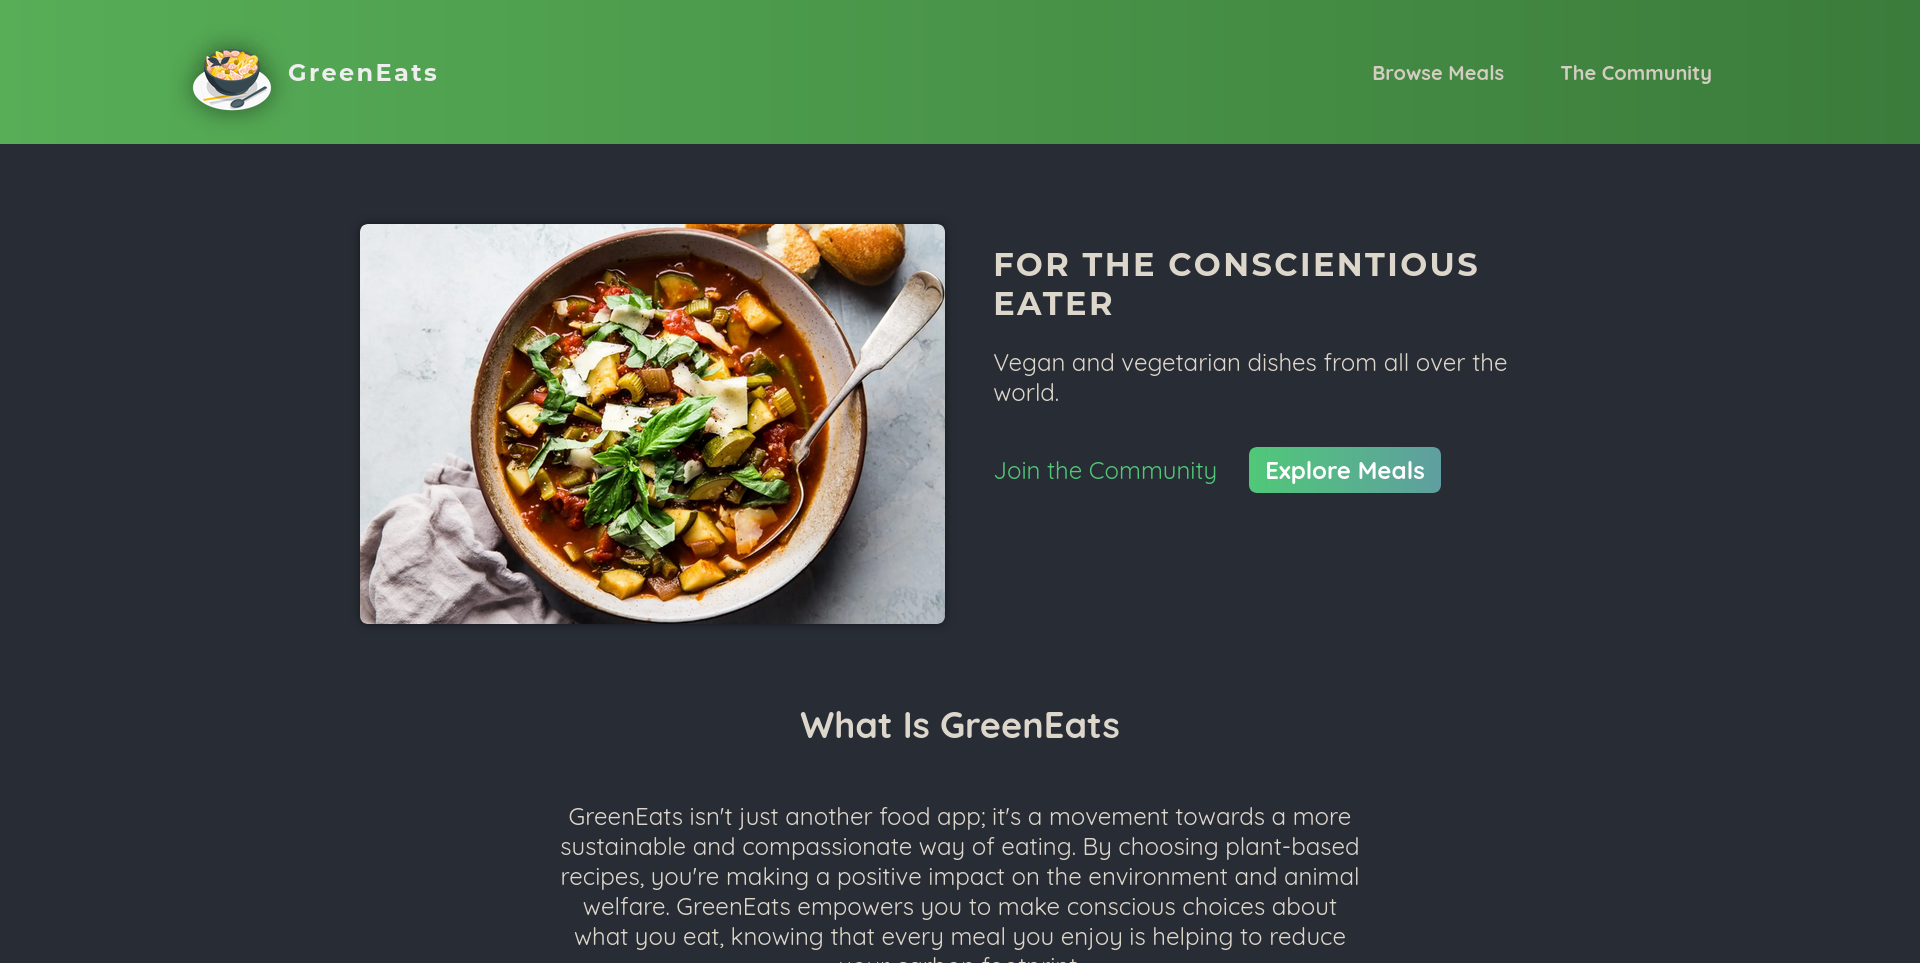 GreenEats
Browse Meals
The Community
FOR THE CONSCIENTIOUS
EATER
Vegan and vegetarian dishes from all over the
world.
Join the Community
Explore Meals
What Is GreenEats
GreenEats isn't just another food app; it's a movement towards a more
sustainable and compassionate way of eating. By choosing plant-based
recipes, you're making a positive impact on the environment and animal
welfare. GreenEats empowers you to make conscious choices about
what you eat, knowing that every meal you enjoy is helping to reduce
your carbon footprint.